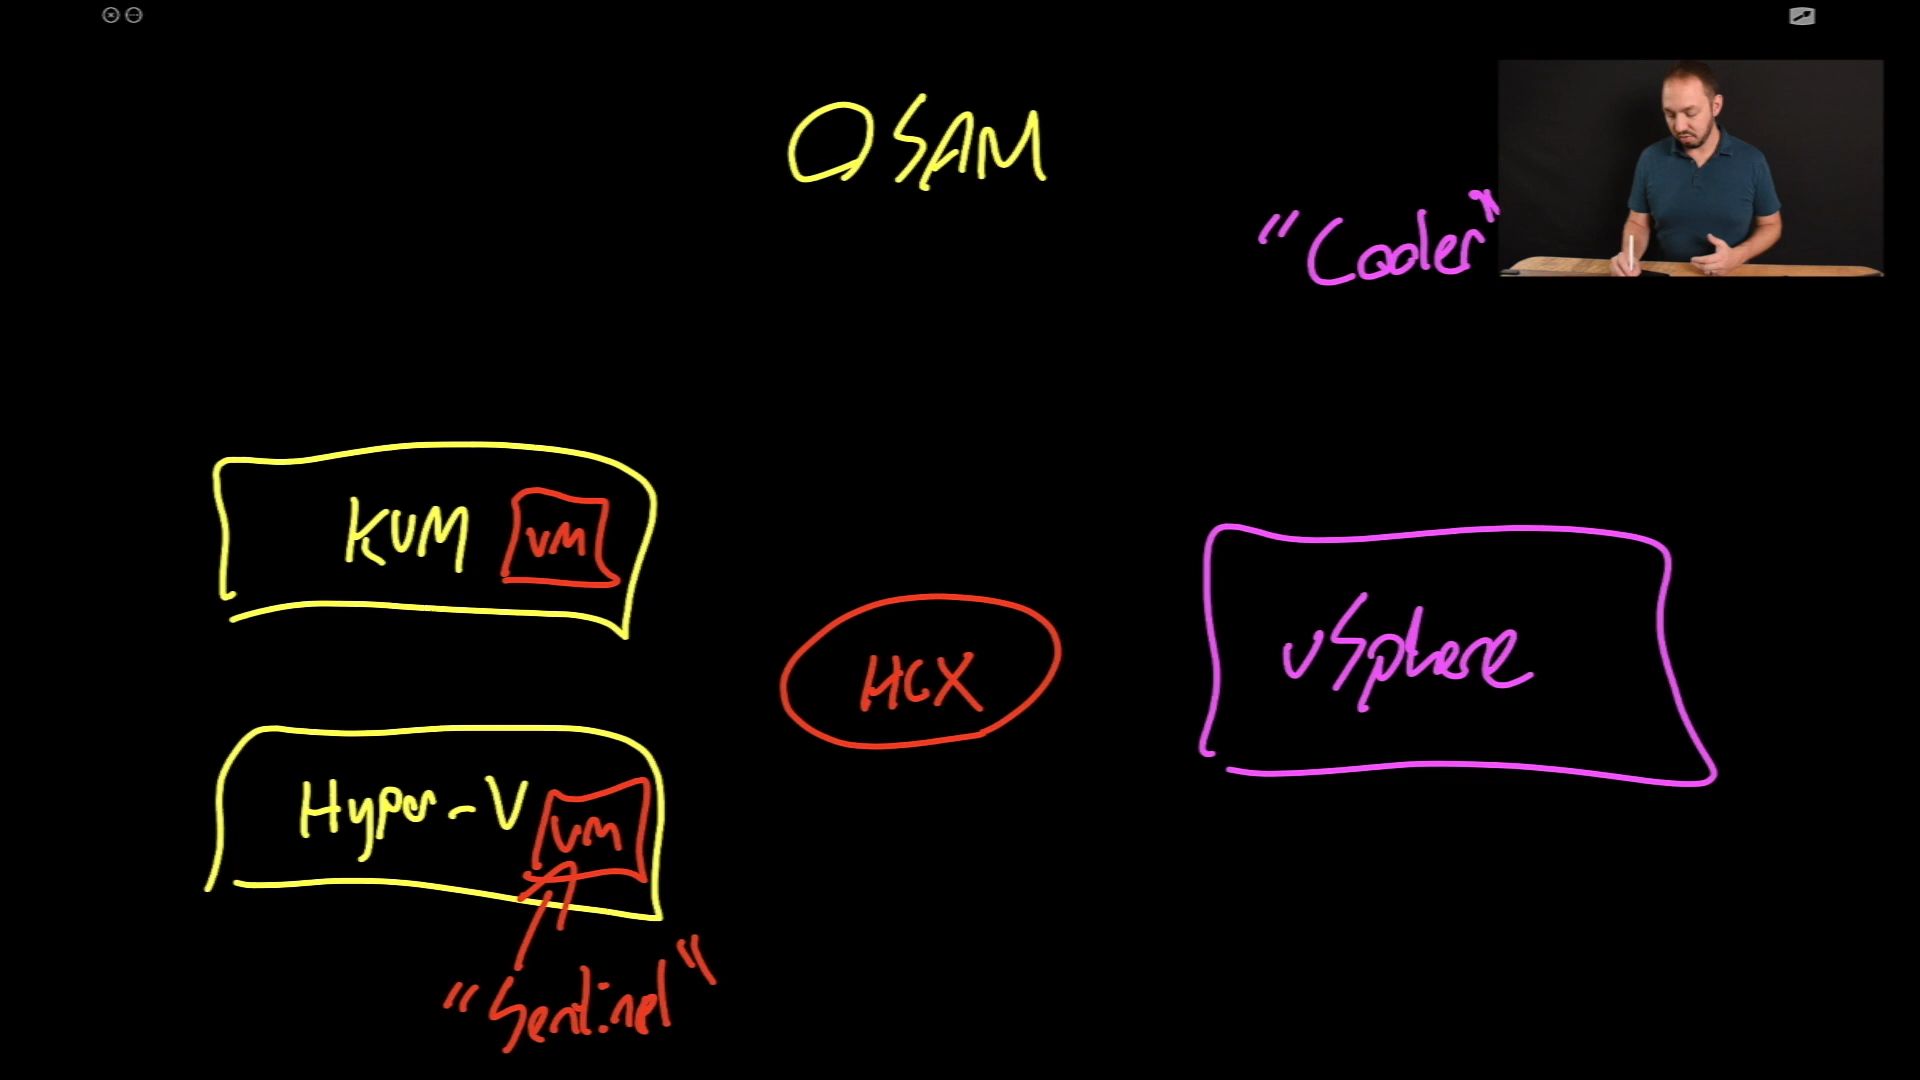 OSAM
"Cooler"
KVM VM
HCX
vSphere
Hyper-V VM
"Sentinel"